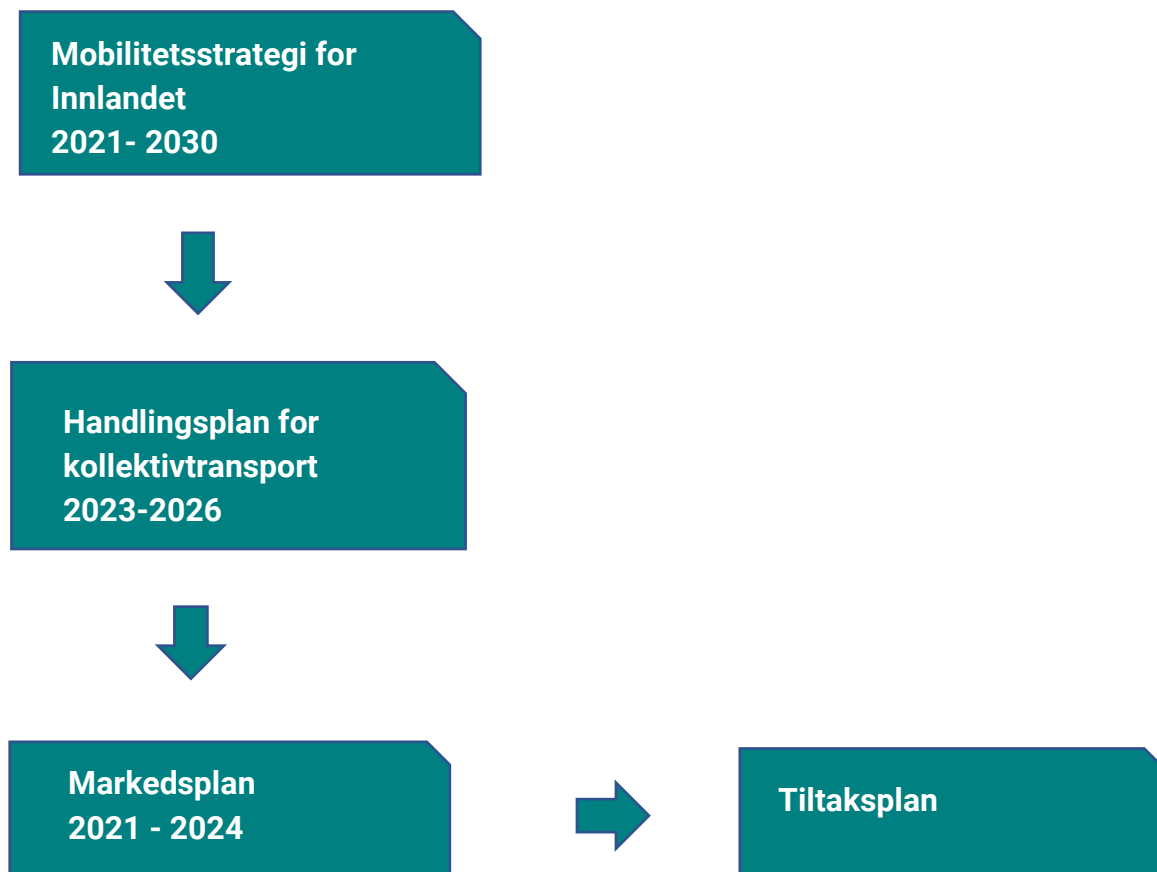 Mobilitetsstrategi for
Innlandet
2021- 2030
Handlingsplan for
kollektivtransport
2023-2026
Markedsplan
2021 - 2024
Tiltaksplan